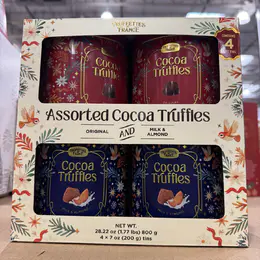 TRUFFETTES
DE
FRANCE
4
Cocoa
Truffles
Cocoa
Truffles
Assorted Cocoa Truffles
ORIGINAL AND MILK &
ALMOND
Cocoa
Truffles
Cocoa
Truffles
NET WT.
28.22 oz (1.77 lbs) 800 g
4 x 7 oz (200 g) tins